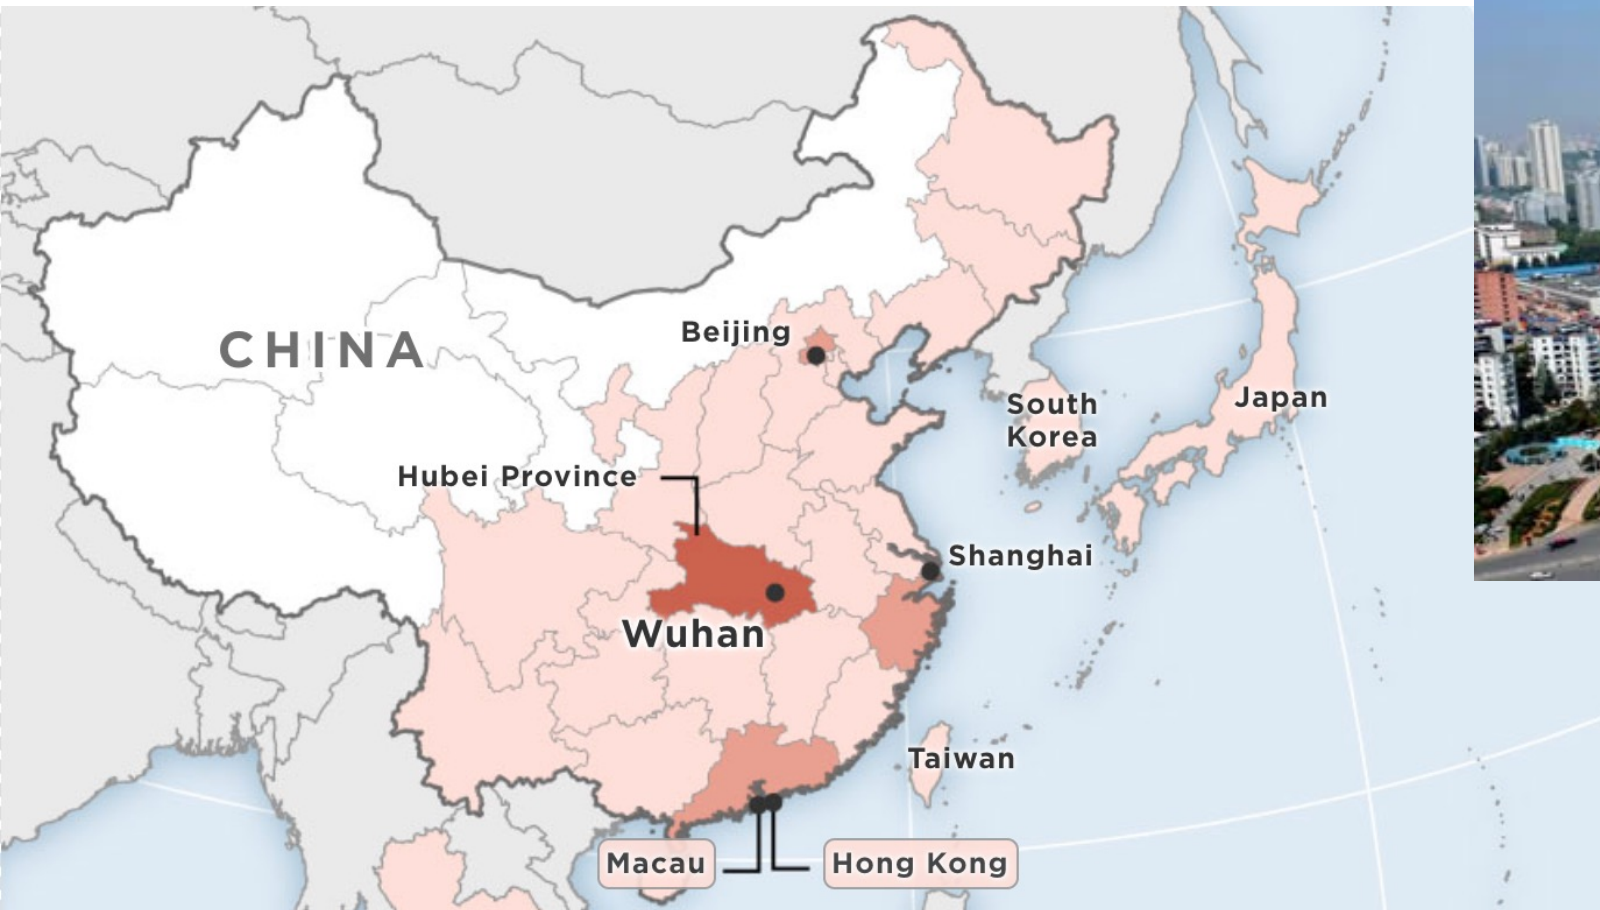 Beijing
CHINA
South
Korea
Japan
Hubei Province
Shanghai
Wuhan
Taiwan
Macau
Hong Kong